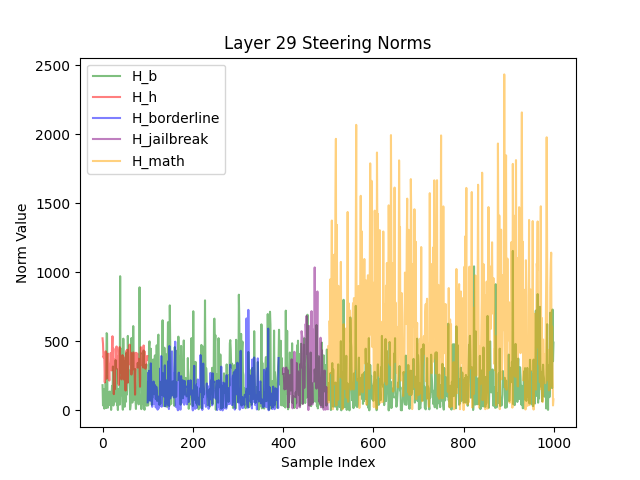 Layer 29 Steering Norms
H_b
H_h
H_borderline
H_jailbreak
H_math
Norm Value
2500
2000
1500
1000
500
0
0
200
400
600
800
1000
Sample Index